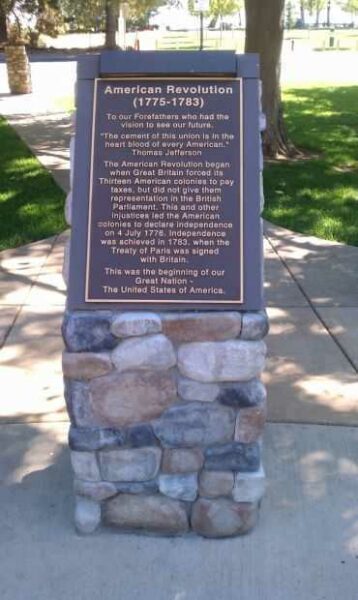 American Revolution
(1775-1783)
To our Forefathers who had the
vision to see our future.
"The cement of this union is in the
heart blood of every American."
Thomas Jefferson
The American Revolution began
when Great Britain forced its
Thirteen American colonies to pay
taxes, but did not give them
representation in the British
Parliament. This and other
injustices led the American
colonies to declare independence
on 4 July 1776. Independence
was achieved in 1783, when the
Treaty of Paris was signed
with Britain.
This was the beginning of our
Great Nation -
The United States of America.